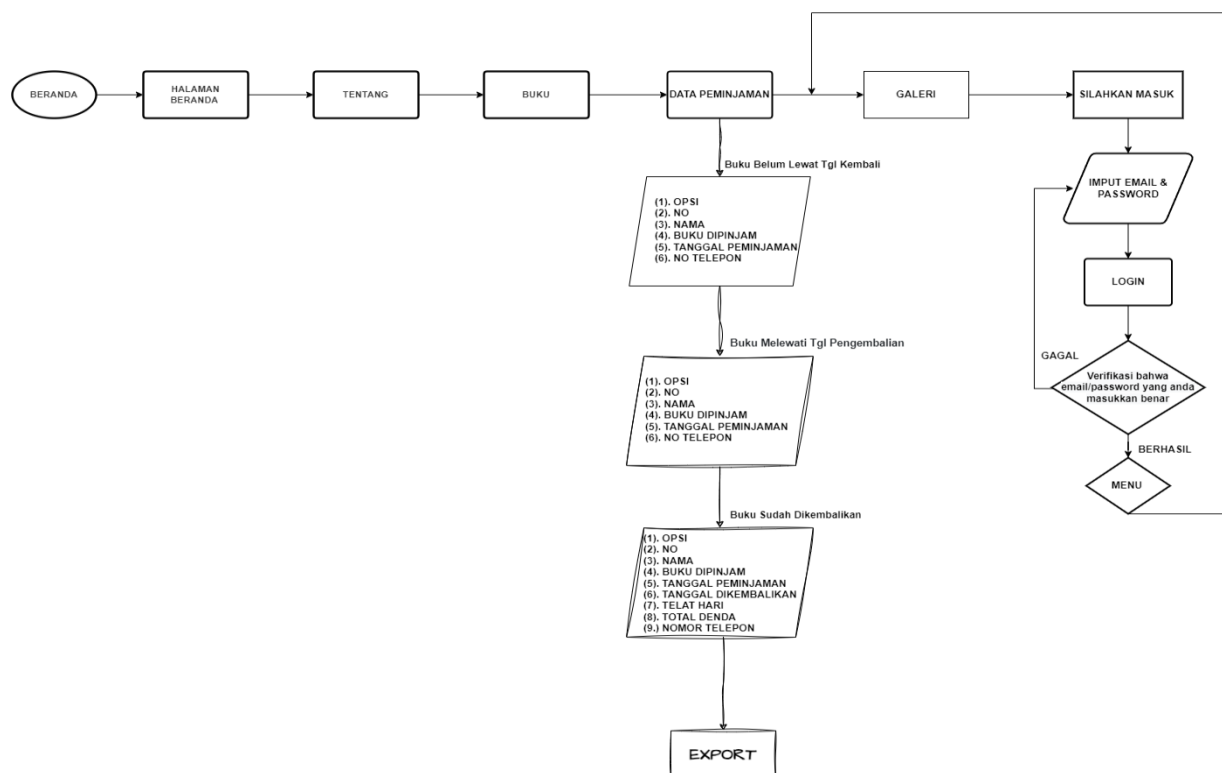 BERANDA
HALAMAN
BERANDA
TENTANG
BUKU
DATA PEMINJAMAN
GALERI
SILAHKAN MASUK
Buku Belum Lewat Tgl Kembali
(1). OPSI
(2). NO
(3). NAMA
(4). BUKU DIPINJAM
(5). TANGGAL PEMINJAMAN
(6). NO TELEPON
Buku Melewati Tgl Pengembalian
(1). OPSI
(2). NO
(3). NAMA
(4). BUKU DIPINJAM
(5). TANGGAL PEMINJAMAN
(6). NO TELEPON
Buku Sudah Dikembalikan
(1). OPSI
(2). NO
(3). NAMA
(4). BUKU DIPINJAM
(5). TANGGAL PEMINJAMAN
(6). TANGGAL DIKEMBALIKAN
(7). TELAT HARI
(8). TOTAL DENDA
(9.) NOMOR TELEPON
EXPORT
IMPUT EMAIL &
PASSWORD
LOGIN
GAGAL
Verifikasi bahwa
email/password yang anda
masukkan benar
BERHASIL
MENU